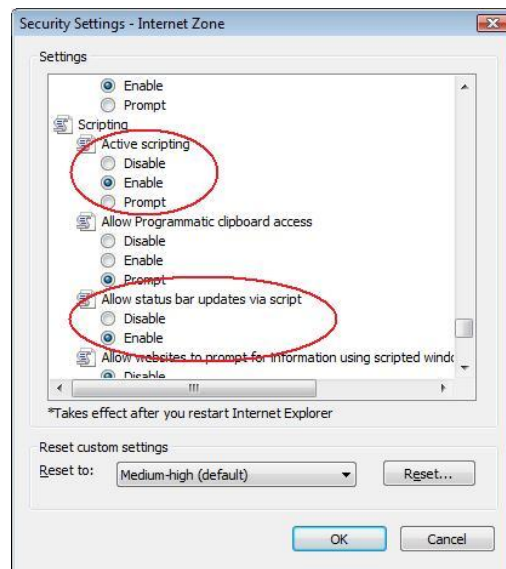 Security Settings - Internet Zone
Settings
Enable
Prompt
Scripting
Active scripting
Disable
Enable
Prompt
Allow Programmatic clipboard access
Disable
Enable
Prompt
Allow status bar updates via script
Disable
Enable
Allow websites to prompt for information using scripted windo
Disable
*Takes effect after you restart Internet Explorer
Reset custom settings
Reset to: Medium-high (default) Reset...
OK Cancel